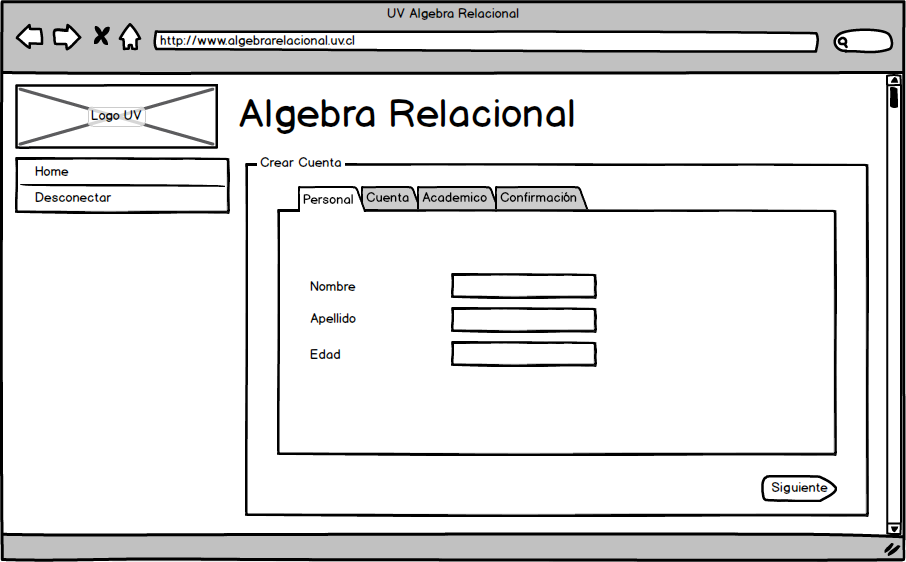 UV Algebra Relacional
http://www.algebrarelacional.uv.cl
Logo UV
Algebra Relacional
Home
Desconectar
Crear Cuenta
Personal Cuenta Academico Confirmación
Nombre
Apellido
Edad
Siguiente